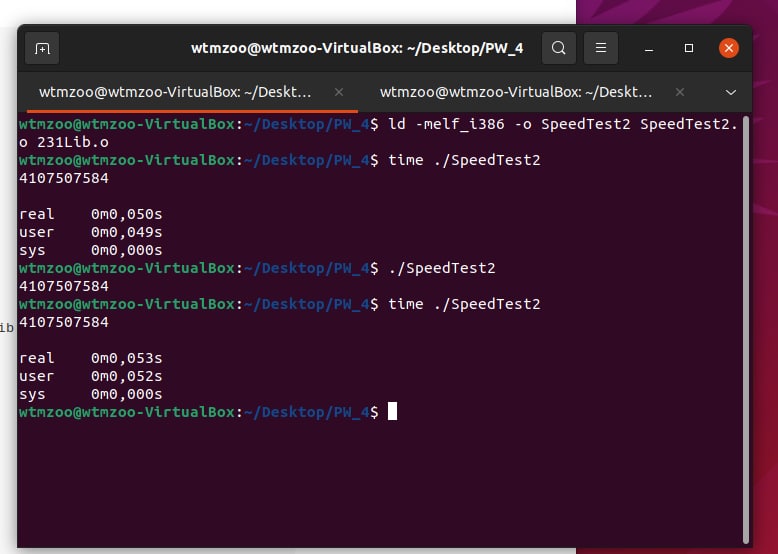 wtmzoo@wtmzoo-VirtualBox: ~/Desktop/PW_4
wtmzoo@wtmzoo-VirtualBox: ~/Deskt... wtmzoo@wtmzoo-VirtualBox: ~/Deskt...
wtmzoo@wtmzoo-VirtualBox:~/Desktop/PW_4$ ld -melf_i386 -o SpeedTest2 SpeedTest2.
o 231Lib.o
wtmzoo@wtmzoo-VirtualBox:~/Desktop/PW_4$ time ./SpeedTest2
4107507584
real 0m0,050s
user 0m0,049s
sys 0m0,000s
wtmzoo@wtmzoo-VirtualBox:~/Desktop/PW_4$ ./SpeedTest2
4107507584
wtmzoo@wtmzoo-VirtualBox:~/Desktop/PW_4$ time ./SpeedTest2
4107507584
ib
real 0m0,053s
user 0m0,052s
sys 0m0,000s
wtmzoo@wtmzoo-VirtualBox:~/Desktop/PW_4$